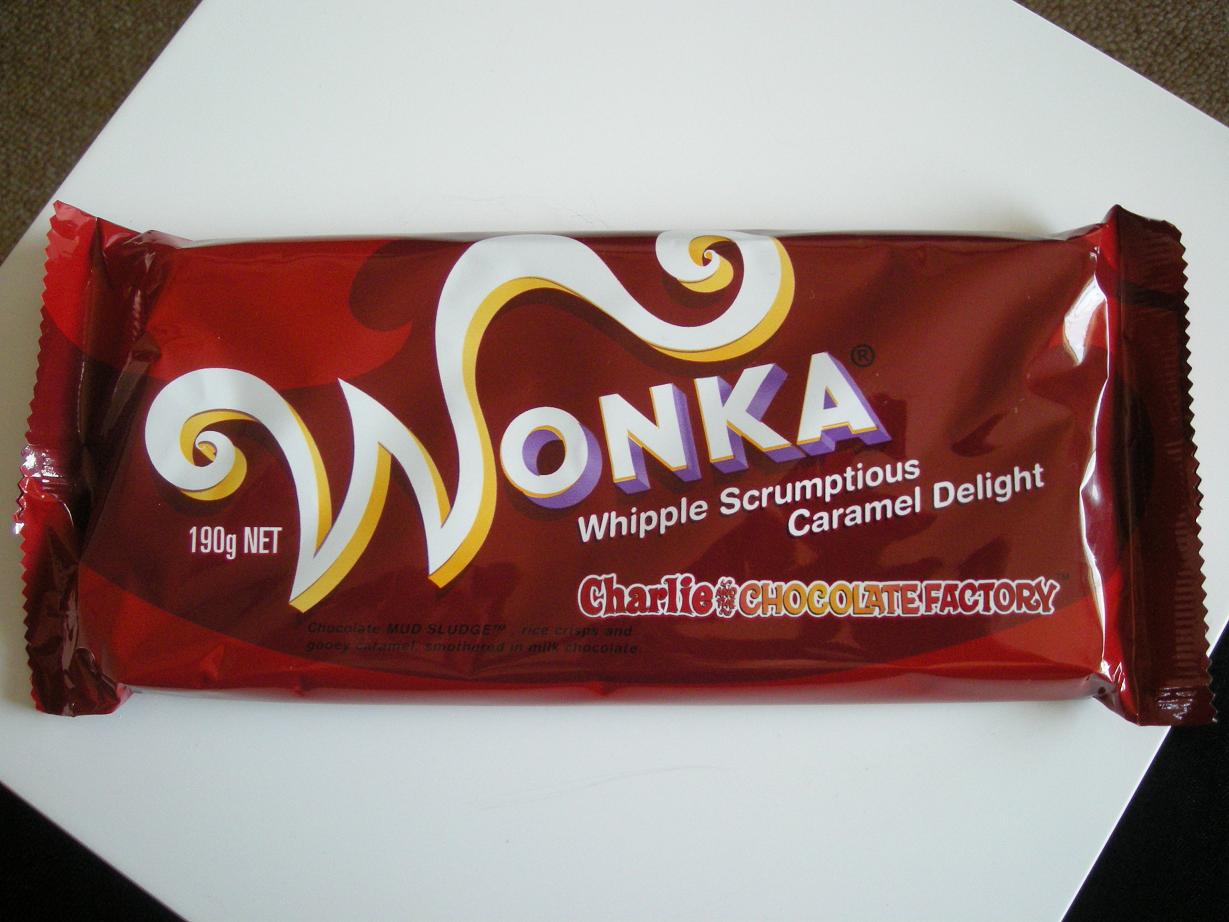 WONKA®
Whipple Scrumptious
Caramel Delight
190g NET
Charlie and the CHOCOLATE FACTORY™
Chocolate MUD SLUDGE™ rice crisps and
gooey caramel, smothered in milk chocolate.